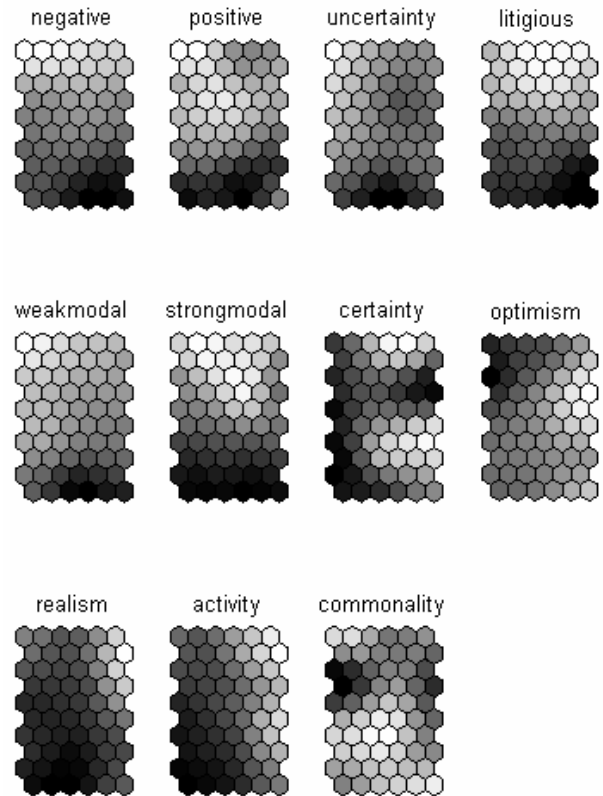 negative positive uncertainty litigious
weakmodal strongmodal certainty optimism
realism activity commonality